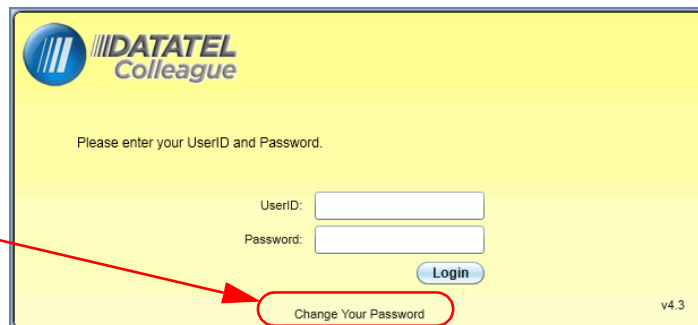 DATATEL
Colleague
Please enter your UserID and Password.
UserID:
Password:
Login
Change Your Password
v4.3